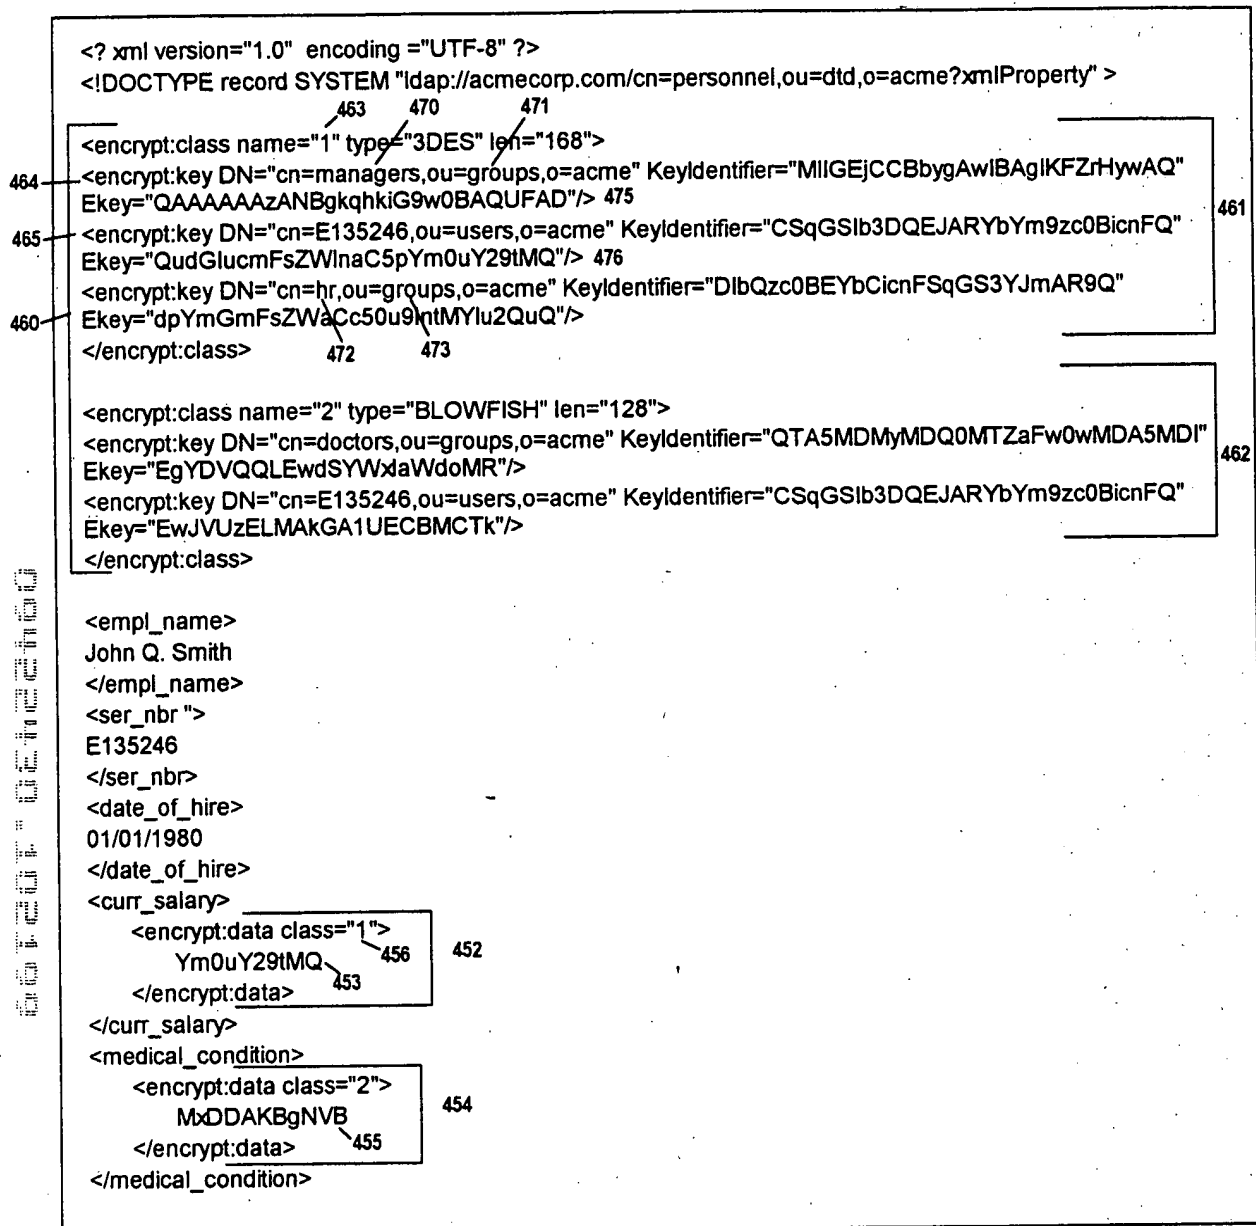 <? xml version="1.0" encoding ="UTF-8" ?>
<!DOCTYPE record SYSTEM "ldap://acmecorp.com/cn=personnel,ou=dtd,o=acme?xmlProperty" >
463 470 471
<encrypt:class name="1" type="3DES" len="168">
464 <encrypt:key DN="cn=managers,ou=groups,o=acme" KeyIdentifier="MIIGEjCCBbygAwIBAgIKFZrHywAQ"
Ekey="QAAAAAAzANBgkqhkiG9w0BAQUFAD"/> 475
461
465 <encrypt:key DN="cn=E135246,ou=users,o=acme" KeyIdentifier="CSqGSIb3DQEJARYbYm9zc0BicnFQ"
Ekey="QudGlucmFsZWlnaC5pYm0uY29tMQ"/> 476
<encrypt:key DN="cn=hr,ou=groups,o=acme" KeyIdentifier="DIbQzc0BEYbCicnFSqGS3YJmAR9Q"
460 Ekey="dpYmGmFsZWaCc50u9IntMYlu2QuQ"/>
</encrypt:class> 472 473
<encrypt:class name="2" type="BLOWFISH" len="128">
<encrypt:key DN="cn=doctors,ou=groups,o=acme" KeyIdentifier="QTA5MDMyMDQ0MTZaFw0wMDA5MDI"
Ekey="EgYDVQQLEwdSYWxlaWdoMR"/>
462
<encrypt:key DN="cn=E135246,ou=users,o=acme" KeyIdentifier="CSqGSIb3DQEJARYbYm9zc0BicnFQ"
Ekey="EwJVUzELMAkGA1UECBMCTk"/>
</encrypt:class>
<empl_name>
John Q. Smith
</empl_name>
<ser_nbr ">
E135246
</ser_nbr>
<date_of_hire>
01/01/1980
</date_of_hire>
<curr_salary>
<encrypt:data class="1">
Ym0uY29tMQ 456 452
</encrypt:data> 453
</curr_salary>
<medical_condition>
<encrypt:data class="2">
MxDDAKBgNVB 454
</encrypt:data> 455
</medical_condition>